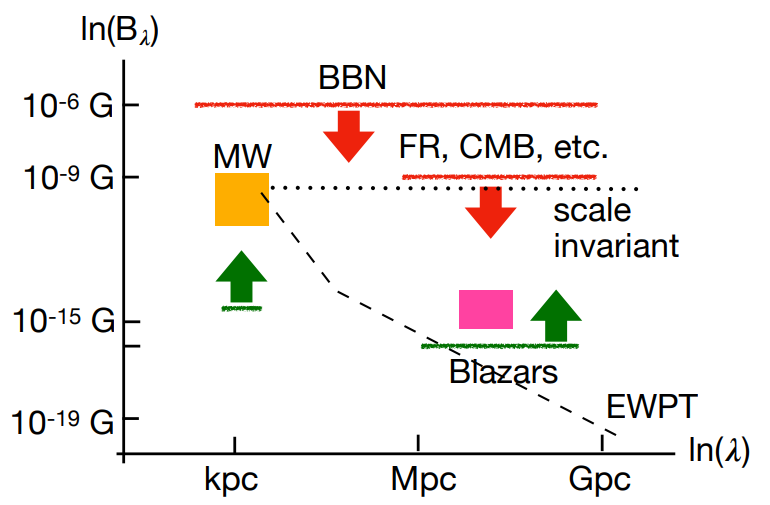 ln(B_λ)
BBN
10⁻⁶ G
FR, CMB, etc.
MW
10⁻⁹ G
scale
invariant
10⁻¹⁵ G
Blazars
EWPT
10⁻¹⁹ G
ln(λ)
kpc
Mpc
Gpc